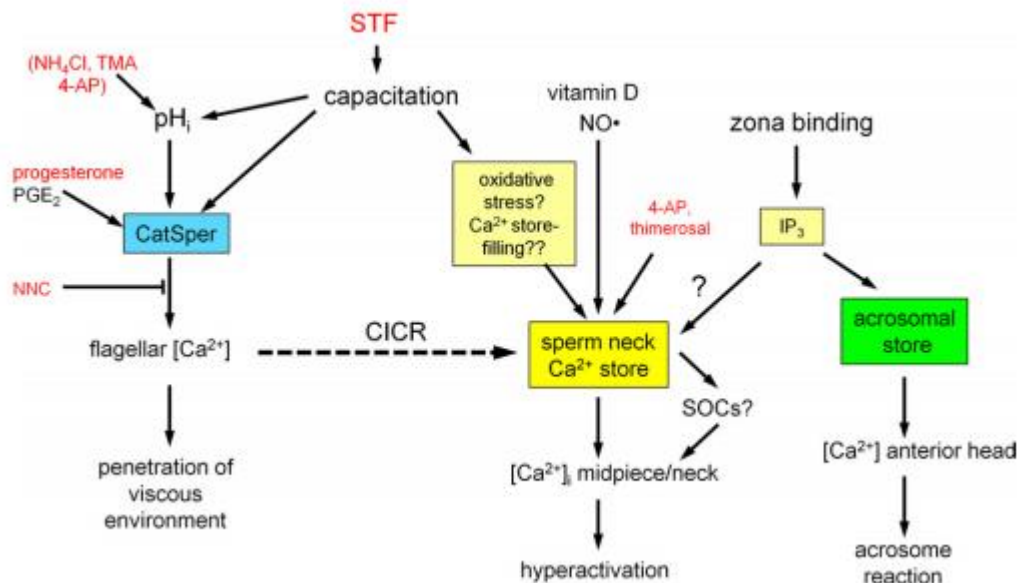 STF
(NH₄Cl, TMA
4-AP)
capacitation
pHᵢ
vitamin D
NO•
zona binding
progesterone
PGE₂
CatSper
oxidative
stress?
Ca²⁺ store-
filling??
4-AP,
thimerosal
IP₃
?
NNC
flagellar [Ca²⁺]
CICR
sperm neck
Ca²⁺ store
acrosomal
store
SOCs?
penetration of
viscous
environment
[Ca²⁺]ᵢ midpiece/neck
[Ca²⁺] anterior head
hyperactivation
acrosome
reaction